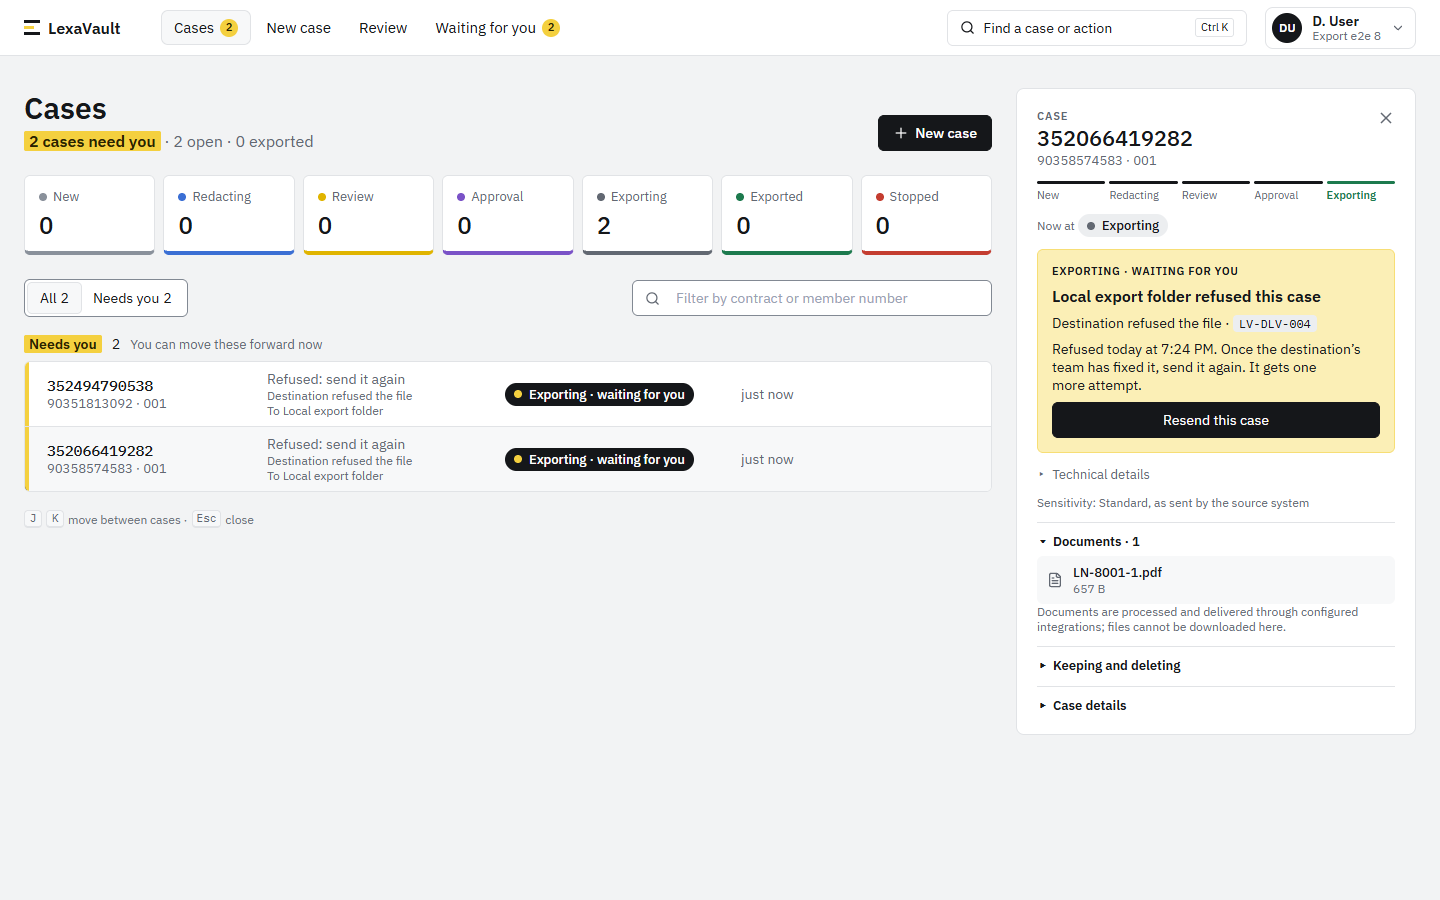 LexaVault
Cases 2
New case
Review
Waiting for you 2
Find a case or action
Ctrl K
DU
D. User
Export e2e 8
Cases
2 cases need you · 2 open · 0 exported
+ New case
New
0
Redacting
0
Review
0
Approval
0
Exporting
2
Exported
0
Stopped
0
All 2
Needs you 2
Filter by contract or member number
Needs you 2 You can move these forward now
352494790538
90351813092 · 001
Refused: send it again
Destination refused the file
To Local export folder
Exporting · waiting for you
just now
352066419282
90358574583 · 001
Refused: send it again
Destination refused the file
To Local export folder
Exporting · waiting for you
just now
J K move between cases · Esc close
CASE
352066419282
90358574583 · 001
New
Redacting
Review
Approval
Exporting
Now at Exporting
EXPORTING · WAITING FOR YOU
Local export folder refused this case
Destination refused the file · LV-DLV-004
Refused today at 7:24 PM. Once the destination's
team has fixed it, send it again. It gets one
more attempt.
Resend this case
Technical details
Sensitivity: Standard, as sent by the source system
Documents · 1
LN-8001-1.pdf
657 B
Documents are processed and delivered through configured
integrations; files cannot be downloaded here.
Keeping and deleting
Case details